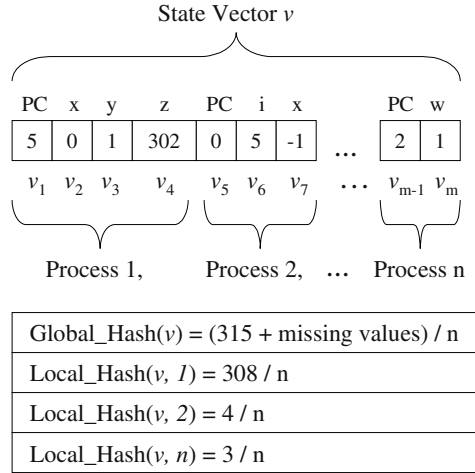 State Vector v
PC x y z PC i x PC w
5 0 1 302 0 5 -1 ... 2 1
v1 v2 v3 v4 v5 v6 v7 ... vm-1 vm
Process 1, Process 2, ... Process n
Global_Hash(v) = (315 + missing values) / n
Local_Hash(v, 1) = 308 / n
Local_Hash(v, 2) = 4 / n
Local_Hash(v, n) = 3 / n